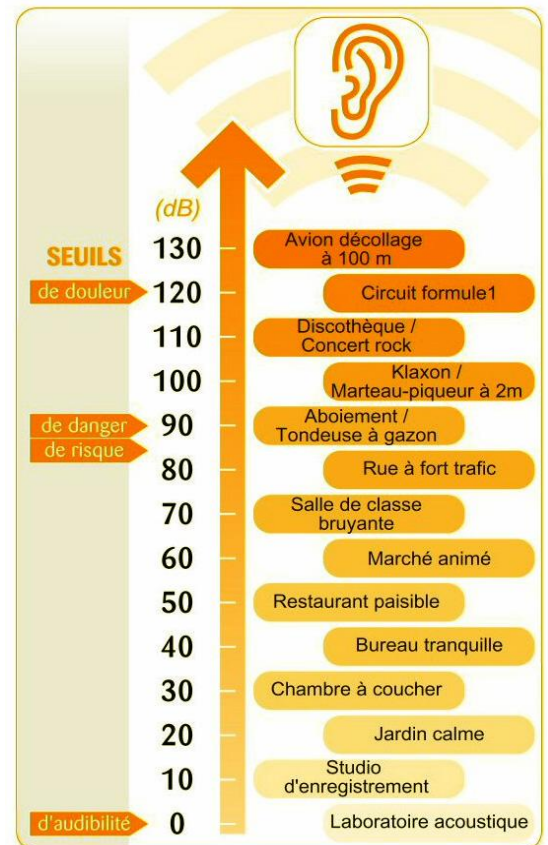 (dB)
SEUILS
130
Avion décollage
à 100 m
de douleur
120
Circuit formule1
110
Discothèque /
Concert rock
100
Klaxon /
Marteau-piqueur à 2m
de danger
90
Aboiement /
Tondeuse à gazon
de risque
80
Rue à fort trafic
70
Salle de classe
bruyante
60
Marché animé
50
Restaurant paisible
40
Bureau tranquille
30
Chambre à coucher
20
Jardin calme
10
Studio
d'enregistrement
d'audibilité
0
Laboratoire acoustique